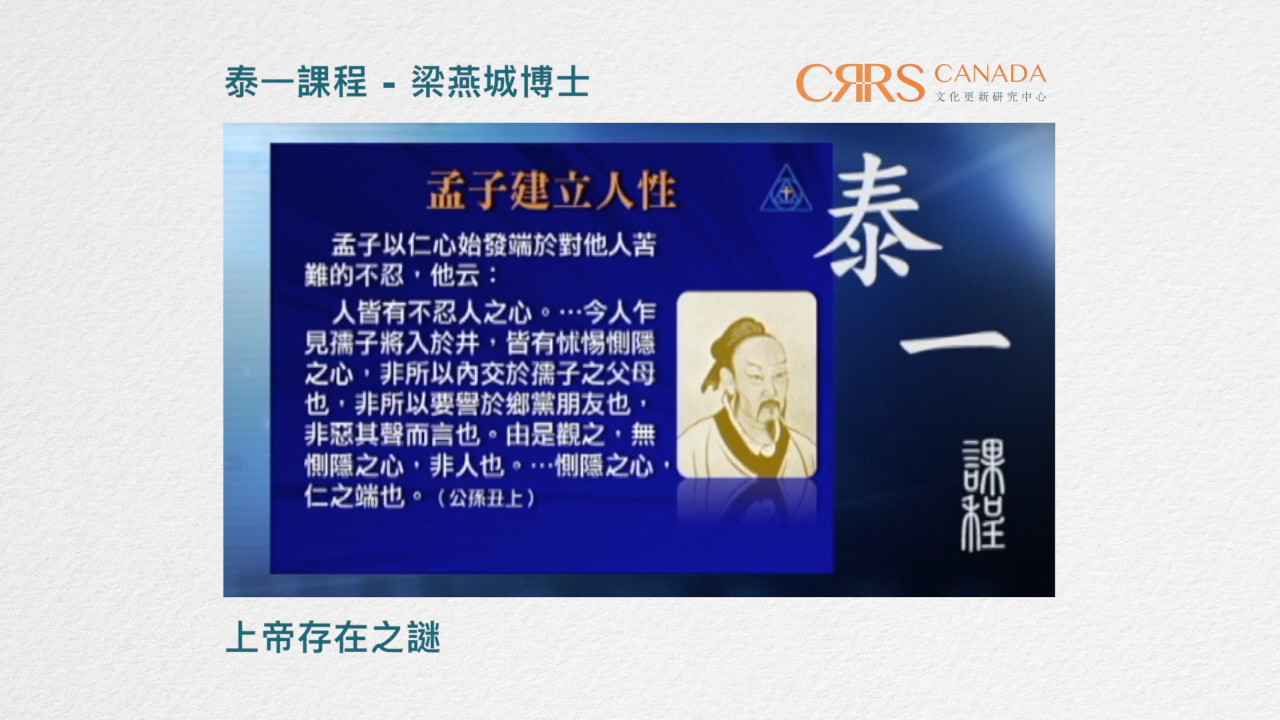 泰一課程 - 梁燕城博士
CRRS CANADA
文化更新研究中心
孟子建立人性
孟子以仁心始發端於對他人苦
難的不忍，他云：
人皆有不忍人之心。…今人乍
見孺子將入於井，皆有怵惕惻隱
之心，非所以內交於孺子之父母
也，非所以要譽於鄉黨朋友也，
非惡其聲而言也。由是觀之，無
惻隱之心，非人也。…惻隱之心，
仁之端也。（公孫丑上）
泰
一
課程
上帝存在之謎